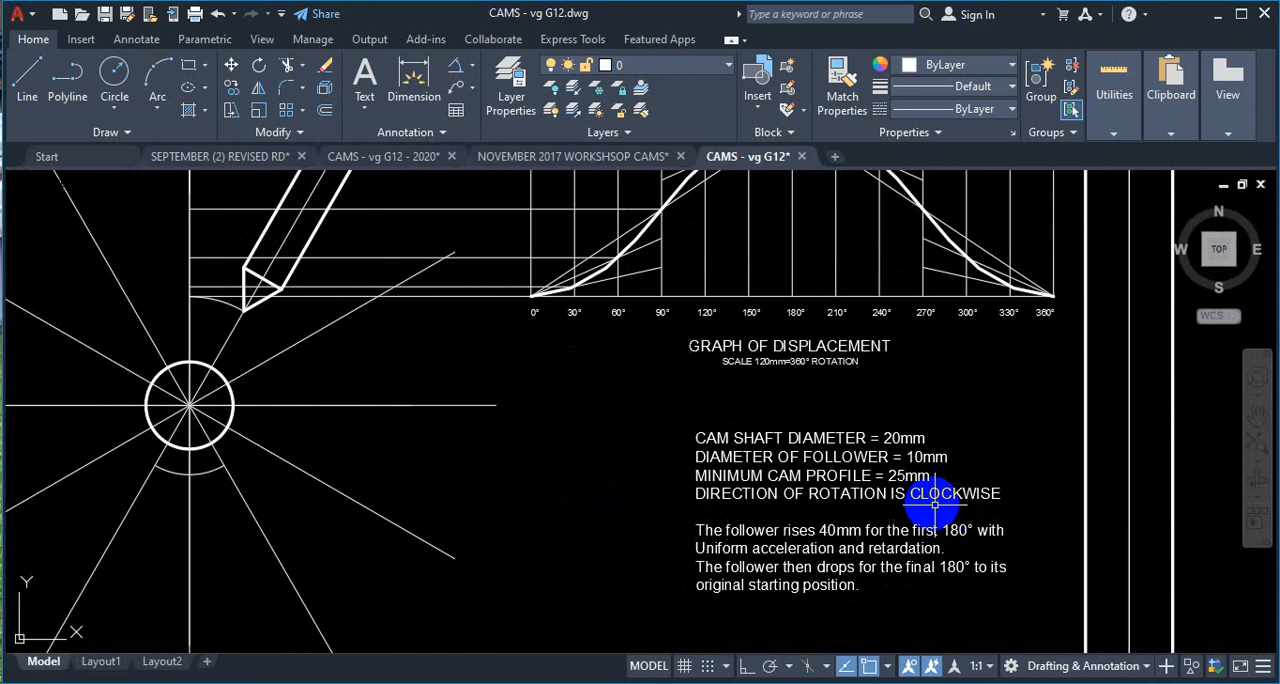 Share
CAMS - vg G12.dwg
Type a keyword or phrase
Sign In
Home Insert Annotate Parametric View Manage Output Add-ins Collaborate Express Tools Featured Apps
0
ByLayer
Default
ByLayer
Line Polyline Circle Arc
Text Dimension
Layer Properties
Insert
Match Properties
Group
Utilities
Clipboard
View
Draw Modify Annotation Layers Block Properties Groups
Start SEPTEMBER (2) REVISED RD* CAMS - vg G12 - 2020* NOVEMBER 2017 WORKSHSOP CAMS* CAMS - vg G12*
N
W TOP E
S
WCS
0° 30° 60° 90° 120° 150° 180° 210° 240° 270° 300° 330° 360°
GRAPH OF DISPLACEMENT
SCALE 120mm=360° ROTATION
CAM SHAFT DIAMETER = 20mm
DIAMETER OF FOLLOWER = 10mm
MINIMUM CAM PROFILE = 25mm
DIRECTION OF ROTATION IS CLOCKWISE
The follower rises 40mm for the first 180° with
Uniform acceleration and retardation.
The follower then drops for the final 180° to its
original starting position.
Y
X
Model Layout1 Layout2
MODEL
1:1
Drafting & Annotation